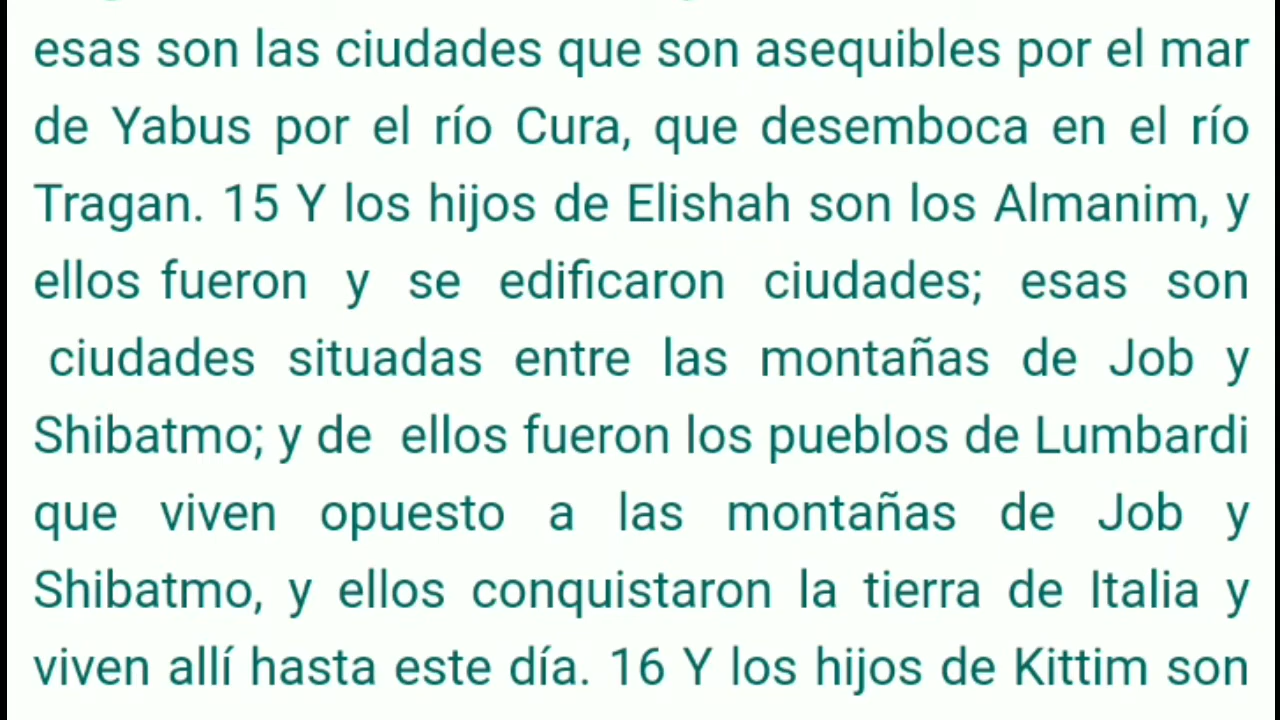 esas son las ciudades que son asequibles por el mar
de Yabus por el río Cura, que desemboca en el río
Tragan. 15 Y los hijos de Elishah son los Almanim, y
ellos fueron y se edificaron ciudades; esas son
ciudades situadas entre las montañas de Job y
Shibatmo; y de ellos fueron los pueblos de Lumbardi
que viven opuesto a las montañas de Job y
Shibatmo, y ellos conquistaron la tierra de Italia y
viven allí hasta este día. 16 Y los hijos de Kittim son